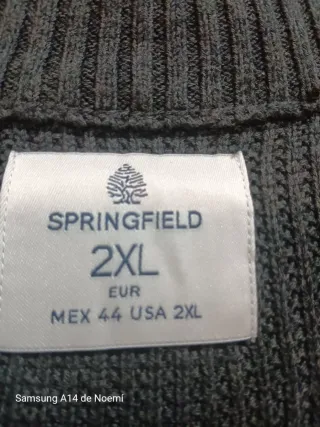 SPRINGFIELD
2XL
EUR
MEX 44 USA 2XL
Samsung A14 de Noemí